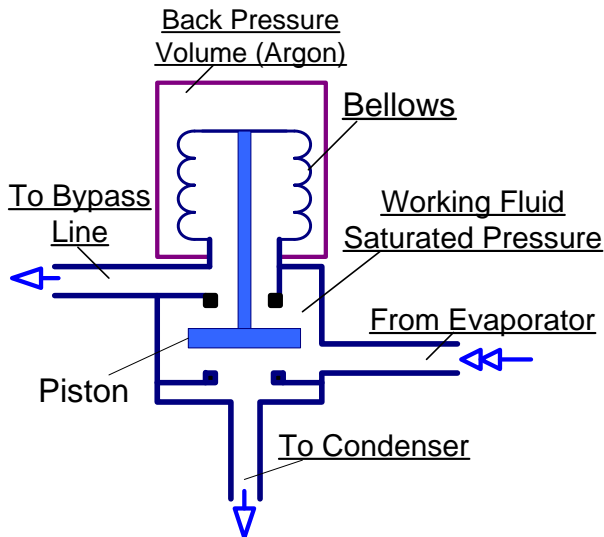 Back Pressure
Volume (Argon)
Bellows
To Bypass
Line
Working Fluid
Saturated Pressure
From Evaporator
Piston
To Condenser